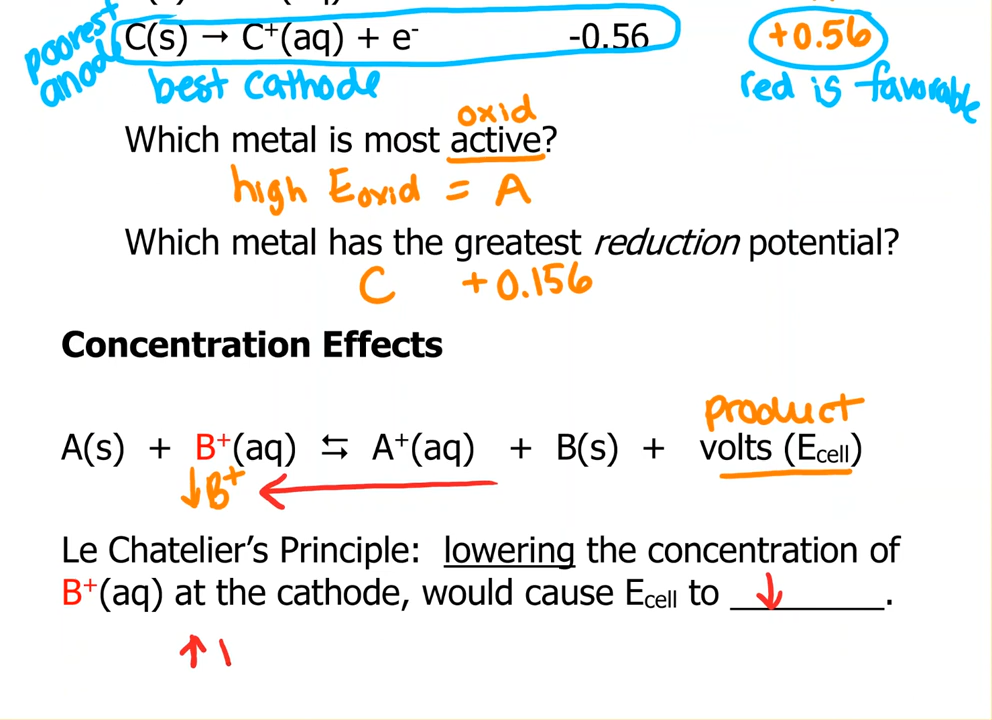 poorest
anode
C(s) → C⁺(aq) + e⁻ -0.56 +0.56
best cathode red is favorable
oxid
Which metal is most active?
high Eoxid = A
Which metal has the greatest reduction potential?
C +0.156
Concentration Effects
product
A(s) + B⁺(aq) ⇆ A⁺(aq) + B(s) + volts (Ecell)
↓B⁺ ←
Le Chatelier's Principle: lowering the concentration of
B⁺(aq) at the cathode, would cause Ecell to ___↓______.
↑